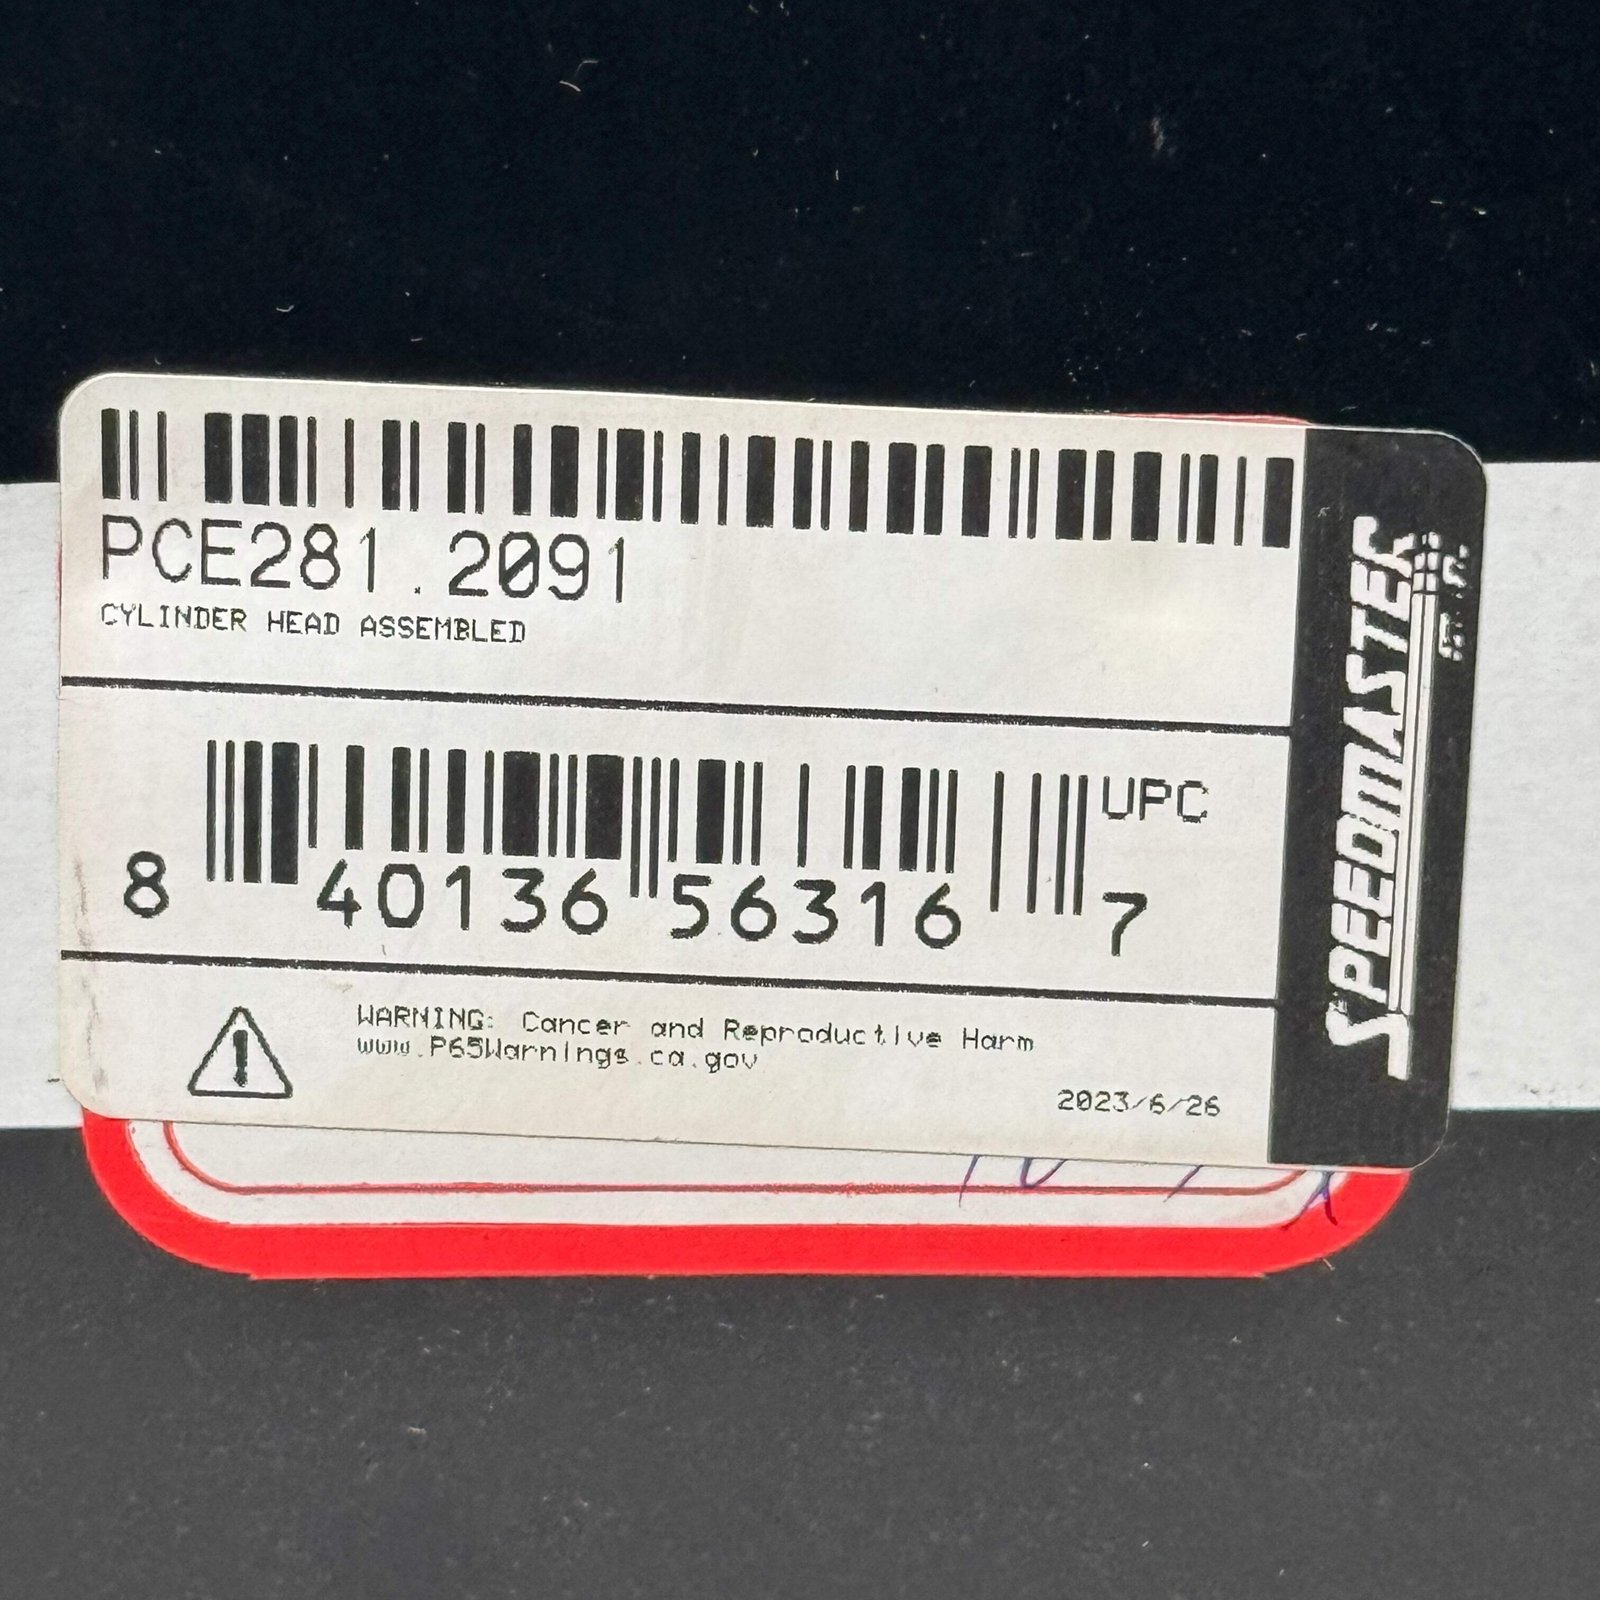 PCE281.2091
CYLINDER HEAD ASSEMBLED
UPC
8 40136 56316 7
WARNING: Cancer and Reproductive Harm
www.P65Warnings.ca.gov
2023/6/26
SPEEDMASTER